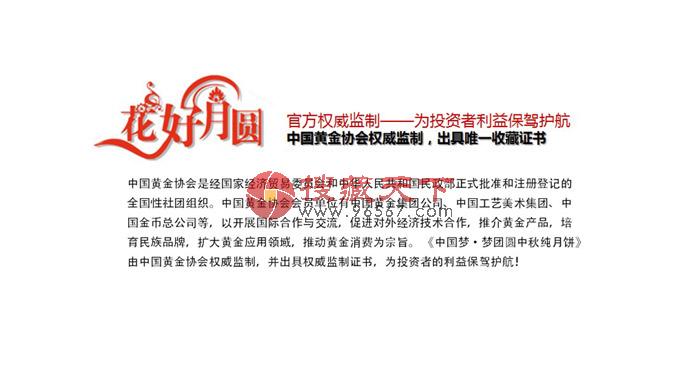 花好月圆
官方权威监制——为投资者利益保驾护航
中国黄金协会权威监制，出具唯一收藏证书
中国黄金协会是经国家经济贸易委员会和中华人民共和国民政部正式批准和注册登记的
全国性社团组织。中国黄金协会会员单位有中国黄金集团公司、中国工艺美术集团、中
国金币总公司等，以开展国际合作与交流，促进对外经济技术合作，推介黄金产品，培
育民族品牌，扩大黄金应用领域，推动黄金消费为宗旨。《中国梦·梦团圆中秋纯月饼》
由中国黄金协会权威监制，并出具权威监制证书，为投资者的利益保驾护航！
搜藏天下
www.96567.com